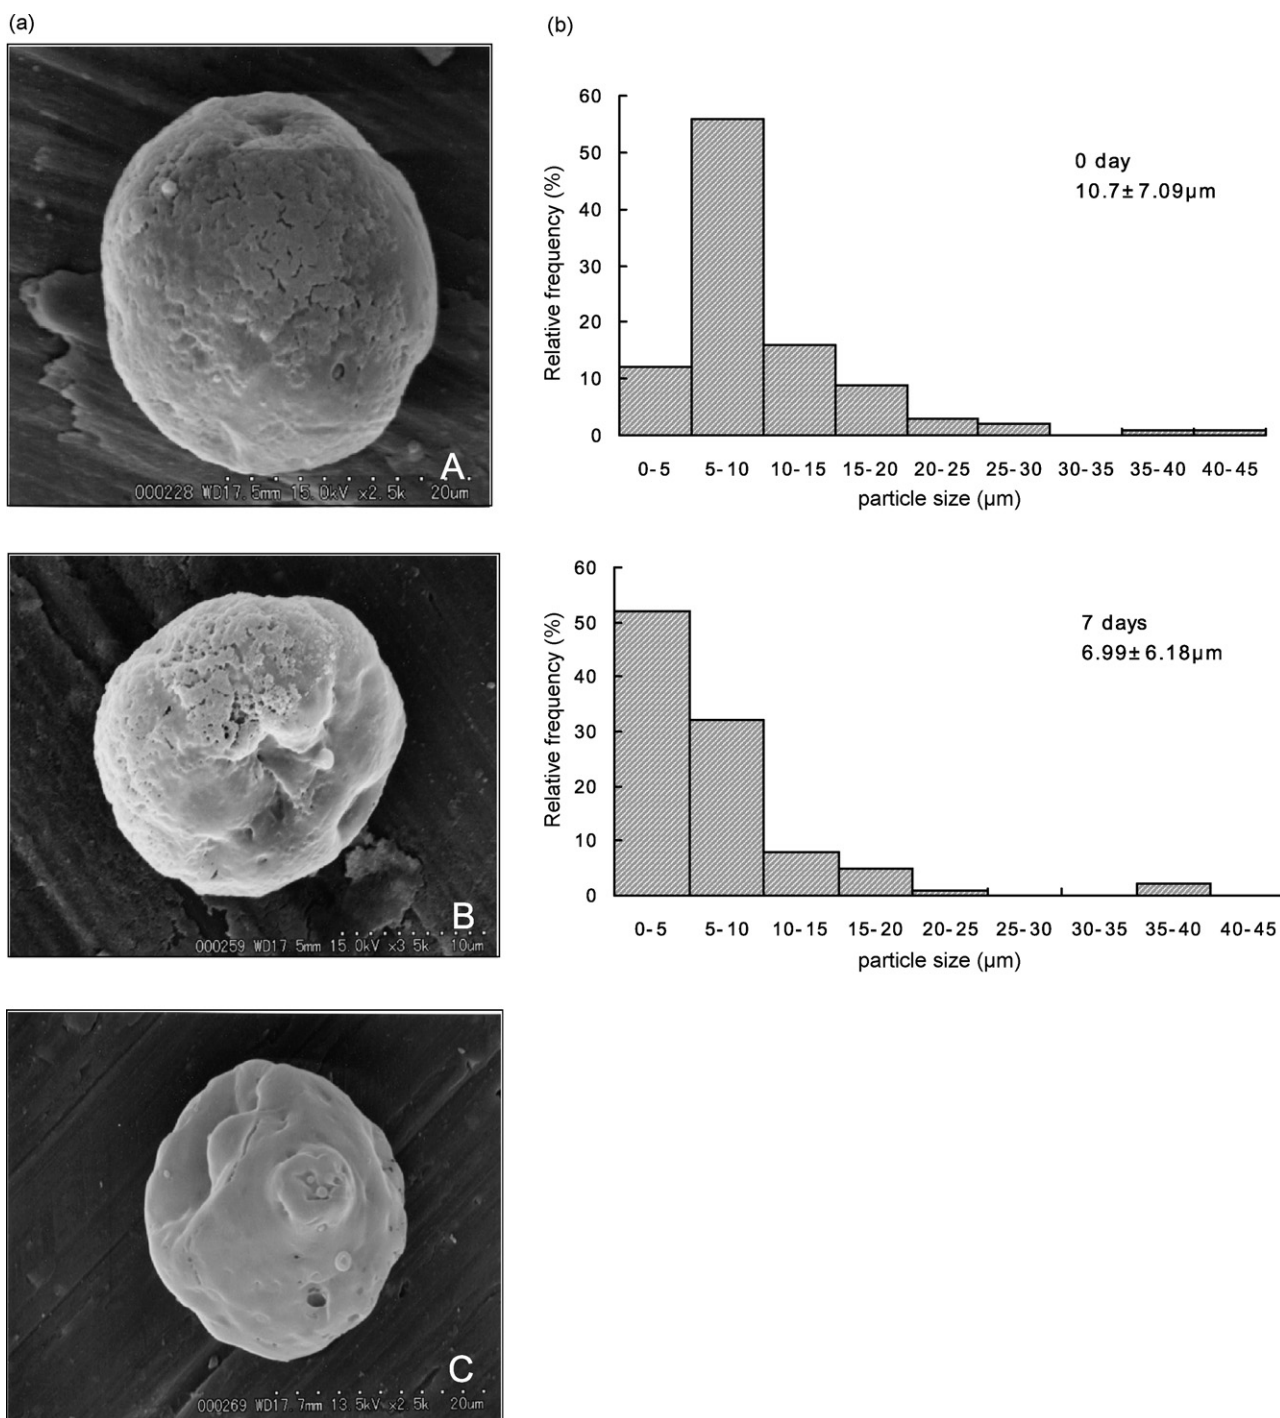 (a)
A
000228 WD17.5mm 15.0kV x2.5k 20um
B
000259 WD17 5mm 15.0kV x3.5k 10um
C
000269 WD17 7mm 13.5kV x2.5k 20um
(b)
60
50
40
30
20
10
0
Relative frequency (%)
0 day
10.7±7.09µm
0-5 5-10 10-15 15-20 20-25 25-30 30-35 35-40 40-45
particle size (µm)
60
50
40
30
20
10
0
Relative frequency (%)
7 days
6.99±6.18µm
0-5 5-10 10-15 15-20 20-25 25-30 30-35 35-40 40-45
particle size (µm)